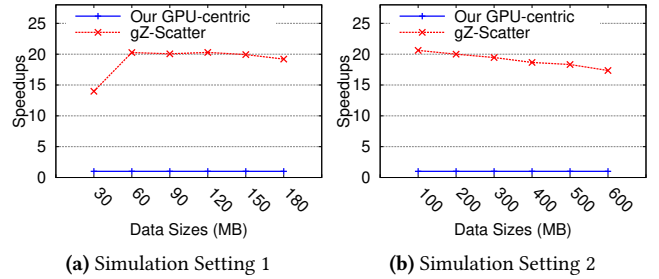 Our GPU-centric
gZ-Scatter
Speedups
25
20
15
10
5
0
30
60
90
120
150
180
Data Sizes (MB)
(a) Simulation Setting 1
Our GPU-centric
gZ-Scatter
Speedups
25
20
15
10
5
0
100
200
300
400
500
600
Data Sizes (MB)
(b) Simulation Setting 2